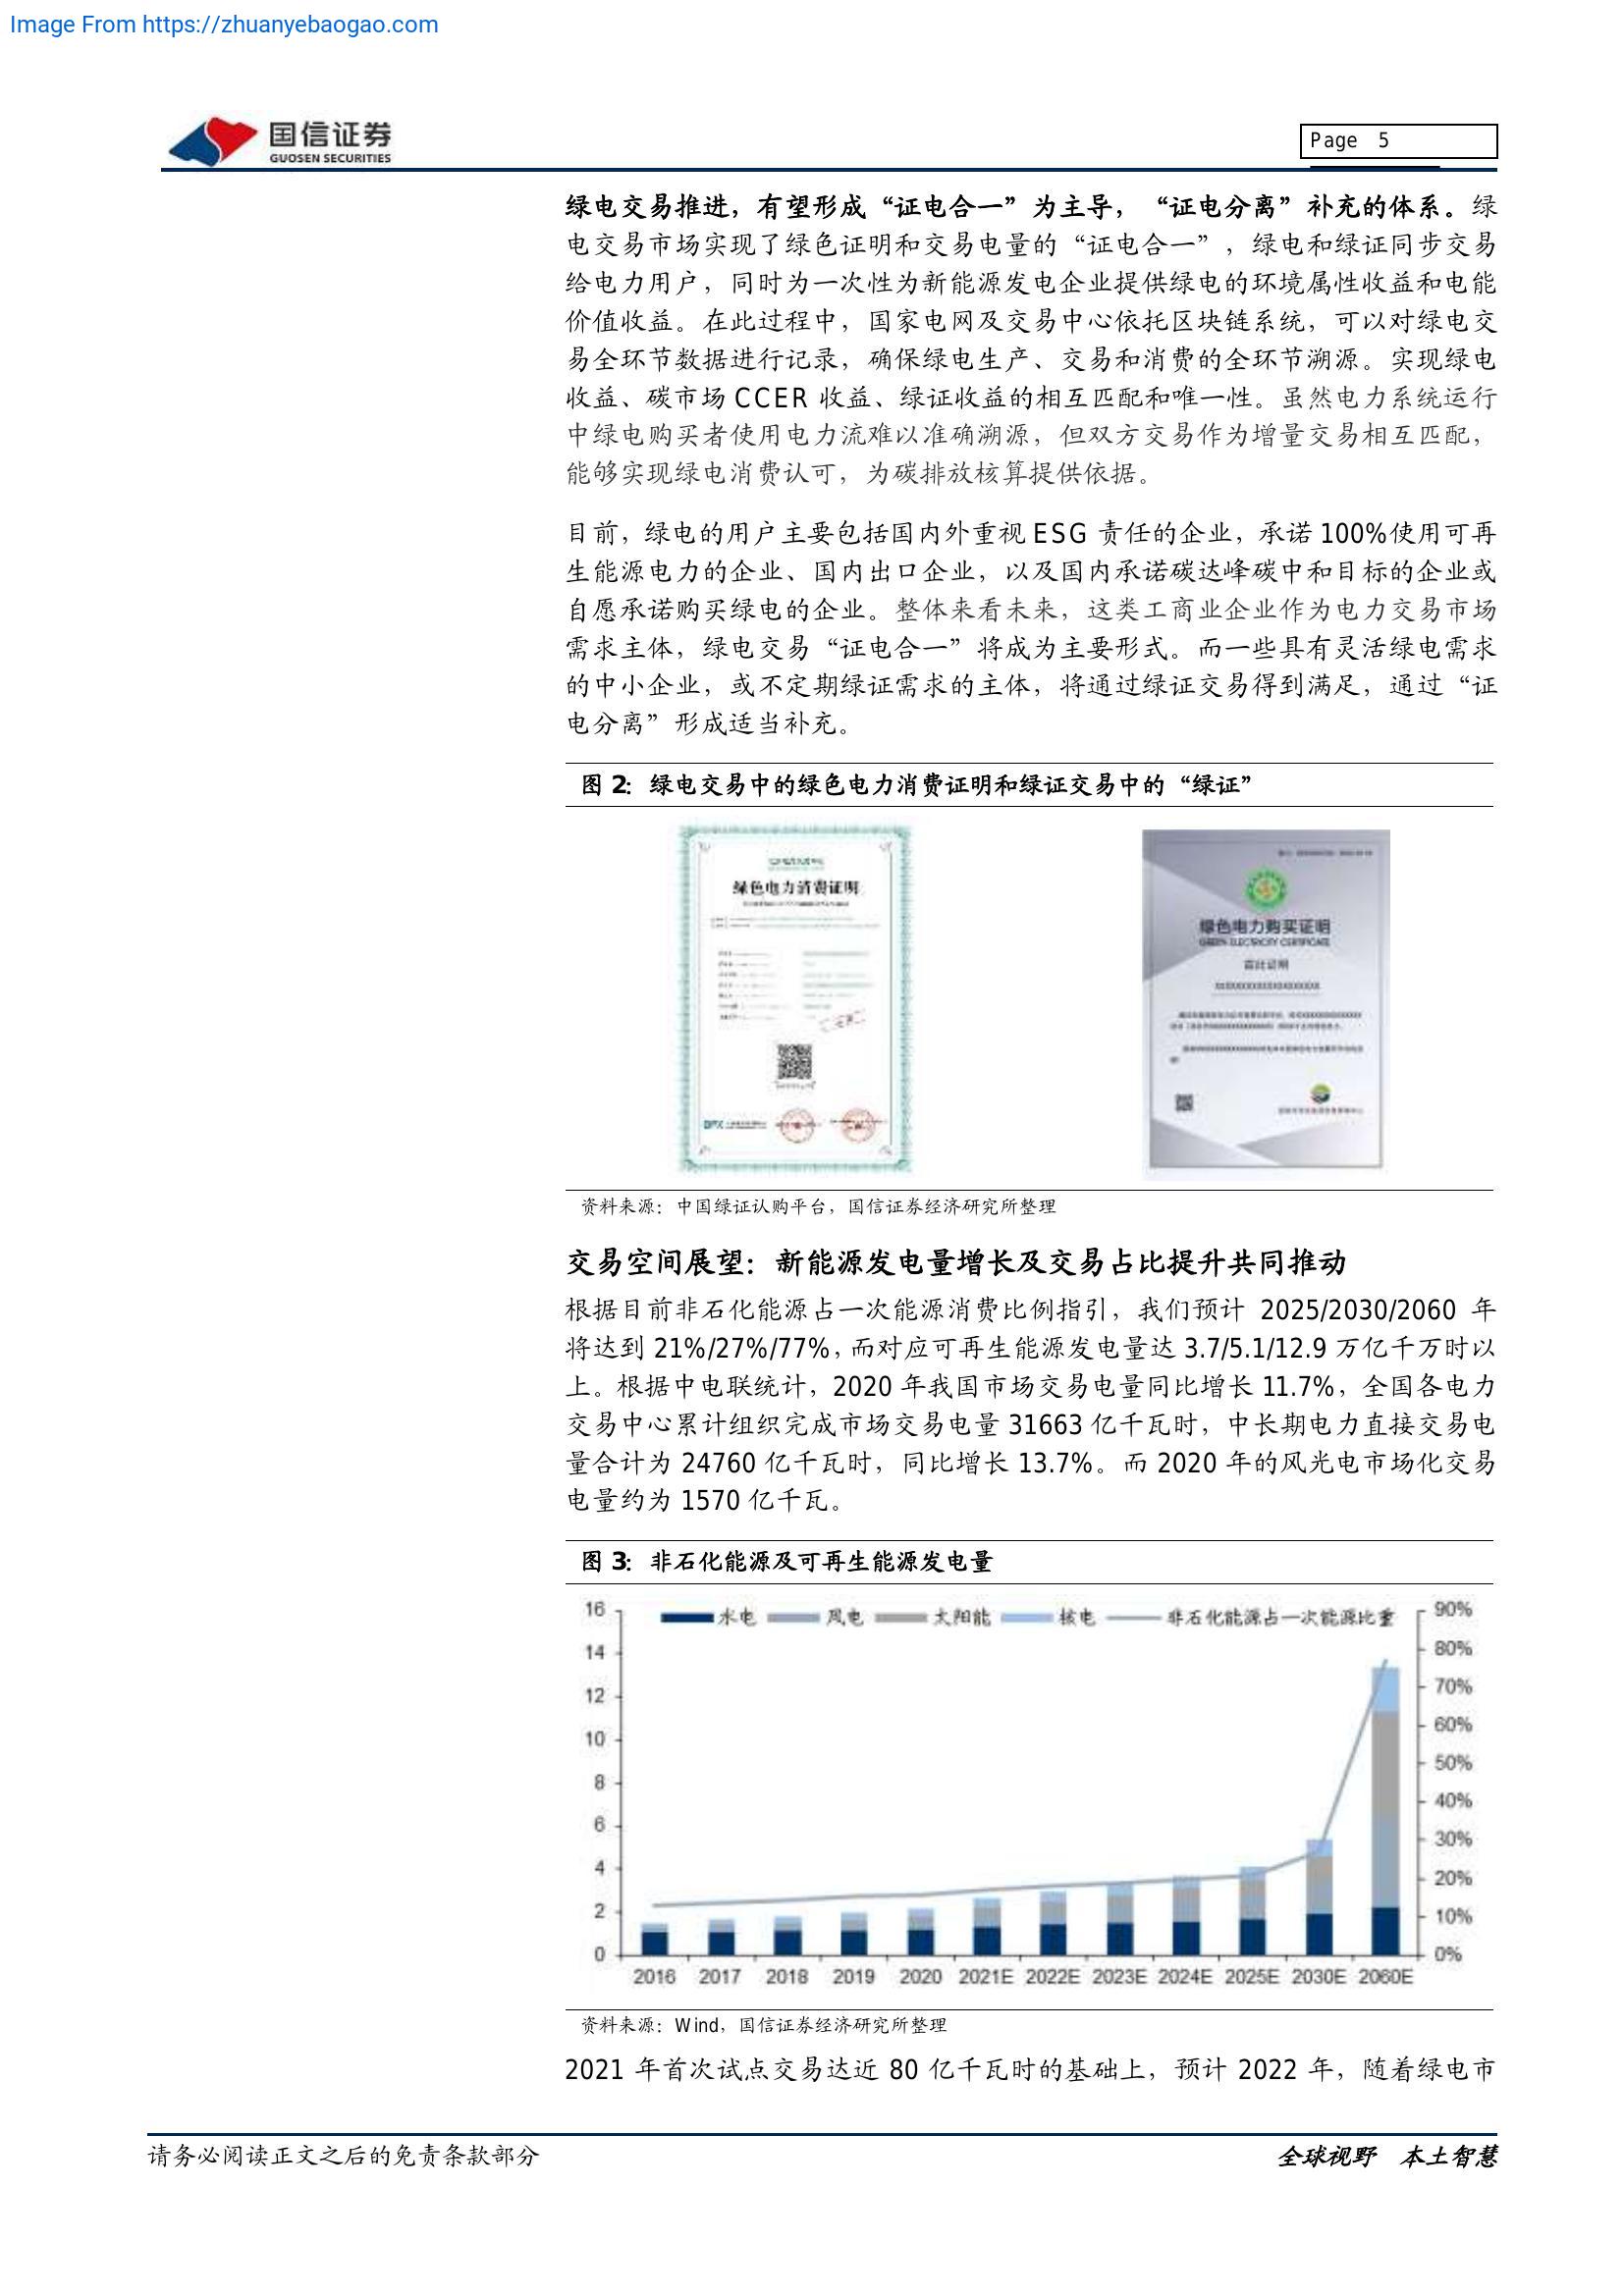 Image From https://zhuanyebaogao.com
国信证券
GUOSEN SECURITIES
Page 5
绿电交易推进，有望形成“证电合一”为主导，“证电分离”补充的体系。绿
电交易市场实现了绿色证明和交易电量的“证电合一”，绿电和绿证同步交易
给电力用户，同时为一次性为新能源发电企业提供绿电的环境属性收益和电能
价值收益。在此过程中，国家电网及交易中心依托区块链系统，可以对绿电交
易全环节数据进行记录，确保绿电生产、交易和消费的全环节溯源。实现绿电
收益、碳市场 CCER 收益、绿证收益的相互匹配和唯一性。虽然电力系统运行
中绿电购买者使用电力流难以准确溯源，但双方交易作为增量交易相互匹配，
能够实现绿电消费认可，为碳排放核算提供依据。
目前，绿电的用户主要包括国内外重视 ESG 责任的企业，承诺 100%使用可再
生能源电力的企业、国内出口企业，以及国内承诺碳达峰碳中和目标的企业或
自愿承诺购买绿电的企业。整体来看未来，这类工商业企业作为电力交易市场
需求主体，绿电交易“证电合一”将成为主要形式。而一些具有灵活绿电需求
的中小企业，或不定期绿证需求的主体，将通过绿证交易得到满足，通过“证
电分离”形成适当补充。
图 2：绿电交易中的绿色电力消费证明和绿证交易中的“绿证”
绿色电力消费证明
绿色电力购买证明
GREEN ELECTRICITY CERTIFICATE
资料来源：中国绿证认购平台，国信证券经济研究所整理
交易空间展望：新能源发电量增长及交易占比提升共同推动
根据目前非石化能源占一次能源消费比例指引，我们预计 2025/2030/2060 年
将达到 21%/27%/77%，而对应可再生能源发电量达 3.7/5.1/12.9 万亿千万时以
上。根据中电联统计，2020 年我国市场交易电量同比增长 11.7%，全国各电力
交易中心累计组织完成市场交易电量 31663 亿千瓦时，中长期电力直接交易电
量合计为 24760 亿千瓦时，同比增长 13.7%。而 2020 年的风光电市场化交易
电量约为 1570 亿千瓦。
图 3：非石化能源及可再生能源发电量
水电 风电 太阳能 核电 非石化能源占一次能源比重
16 90%
14 80%
12 70%
10 60%
8 50%
6 40%
4 30%
2 20%
0 10%
0%
2016 2017 2018 2019 2020 2021E 2022E 2023E 2024E 2025E 2030E 2060E
资料来源：Wind，国信证券经济研究所整理
2021 年首次试点交易达近 80 亿千瓦时的基础上，预计 2022 年，随着绿电市
请务必阅读正文之后的免责条款部分
全球视野 本土智慧